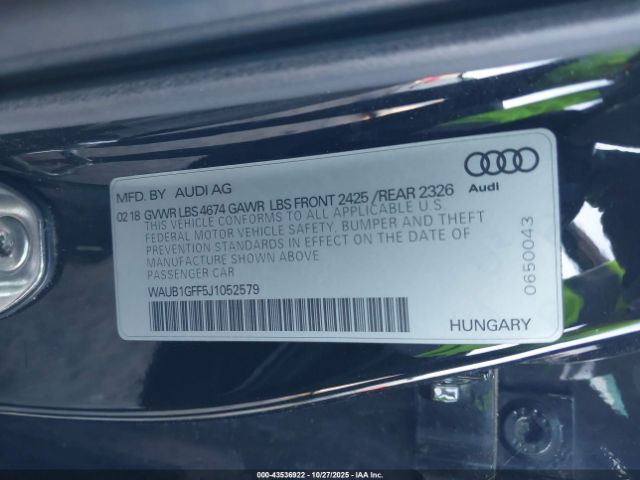 MFD. BY AUDI AG
Audi
0218 GVWR LBS 4674 GAWR LBS FRONT 2425 /REAR 2326
THIS VEHICLE CONFORMS TO ALL APPLICABLE U.S.
FEDERAL MOTOR VEHICLE SAFETY, BUMPER AND THEFT
PREVENTION STANDARDS IN EFFECT ON THE DATE OF
MANUFACTURE SHOWN ABOVE
PASSENGER CAR
WAUB1GFF5J1052579
0650043
HUNGARY
000-43536922 - 10/27/2025 - IAA Inc.